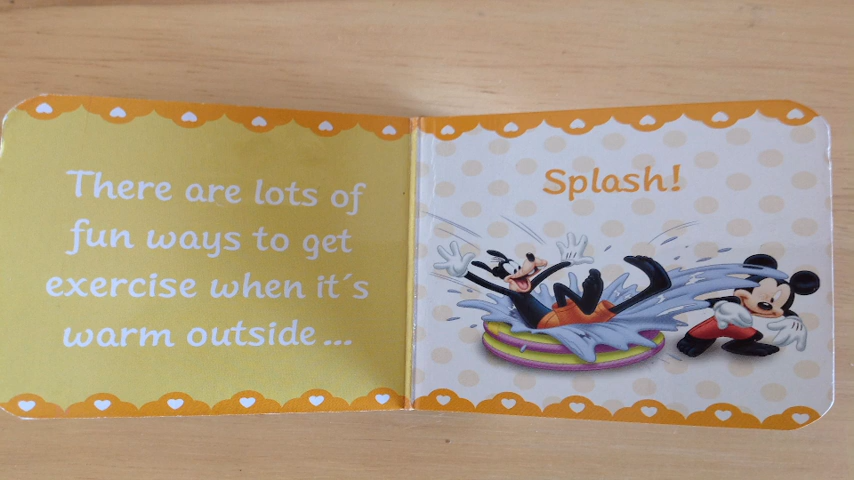 There are lots of
fun ways to get
exercise when it´s
warm outside...
Splash!